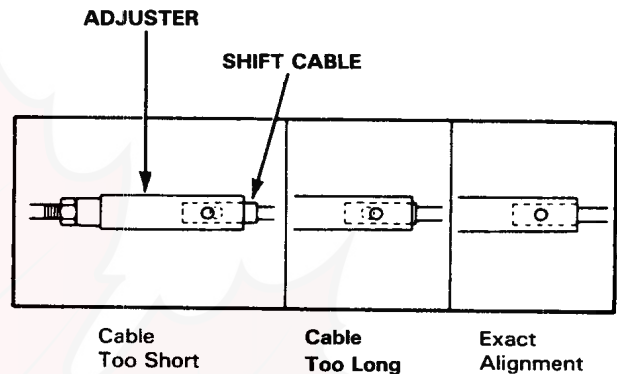 ADJUSTER
SHIFT CABLE
Cable
Too Short
Cable
Too Long
Exact
Alignment